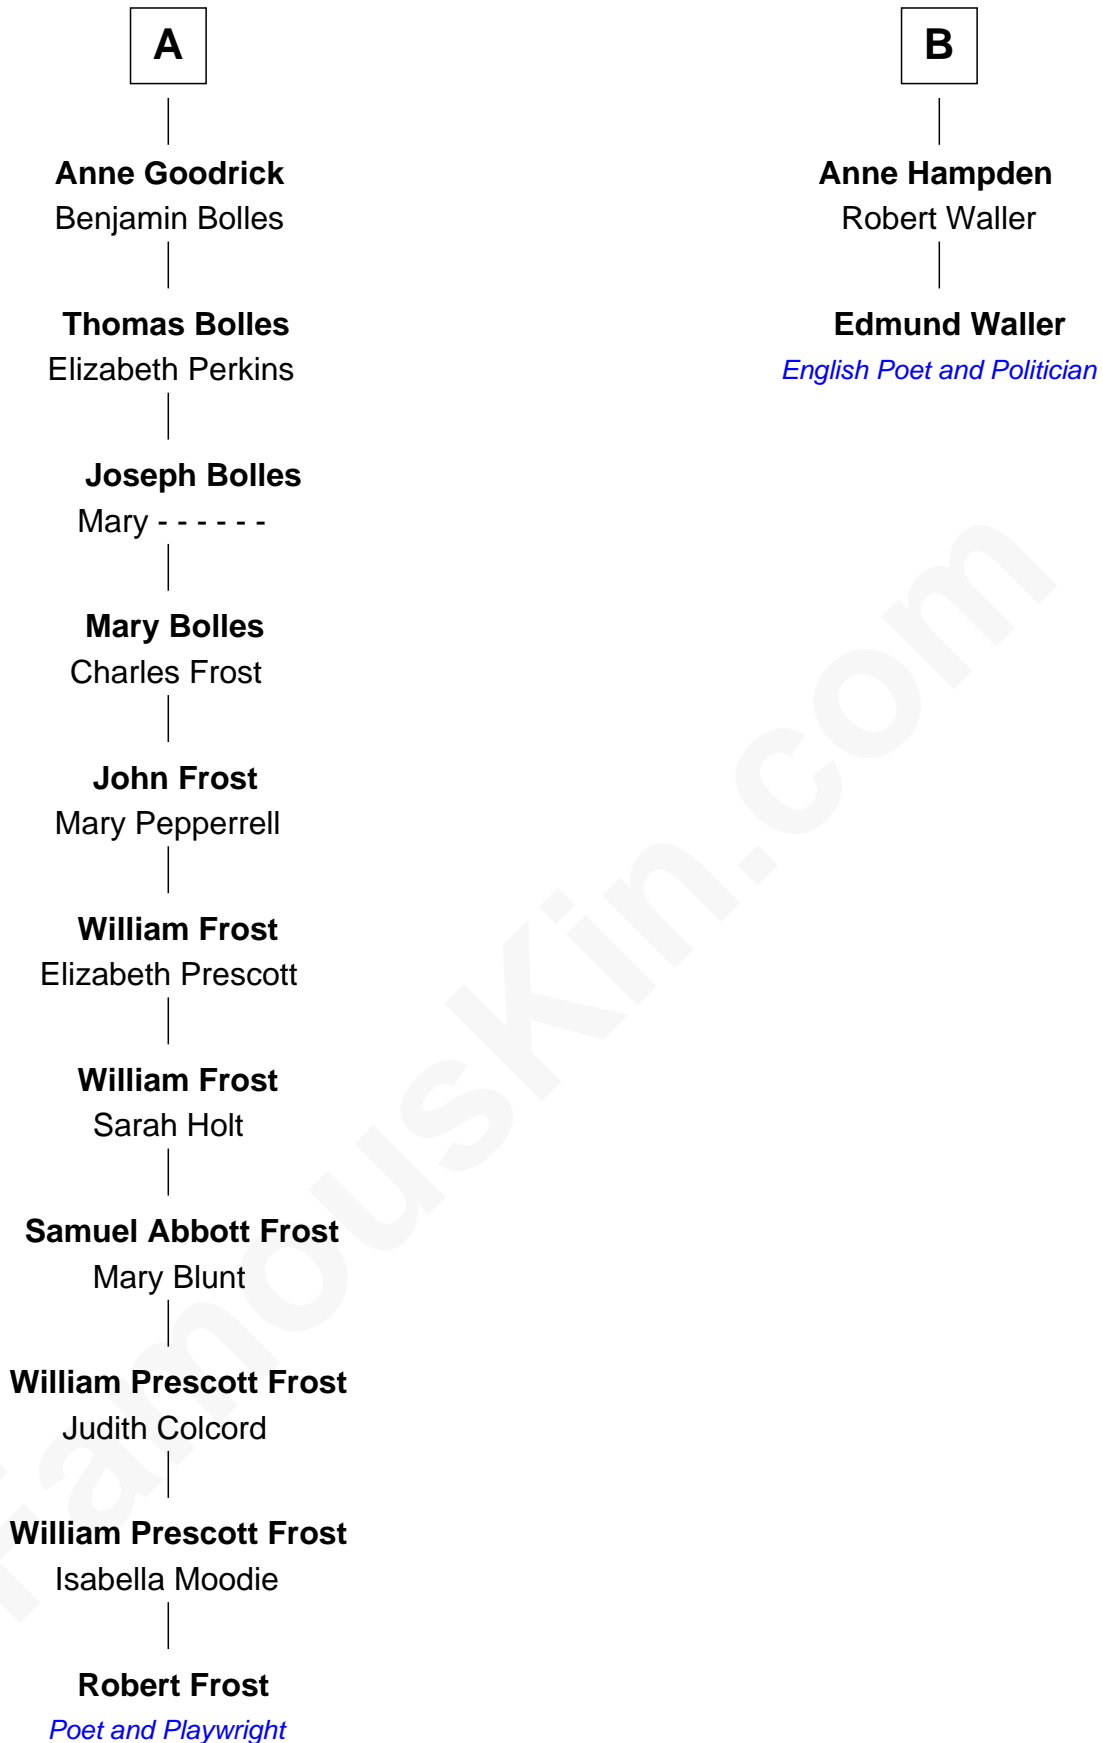 A
Anne Goodrick
Benjamin Bolles
Thomas Bolles
Elizabeth Perkins
Joseph Bolles
Mary - - - - - -
Mary Bolles
Charles Frost
John Frost
Mary Pepperrell
William Frost
Elizabeth Prescott
William Frost
Sarah Holt
Samuel Abbott Frost
Mary Blunt
William Prescott Frost
Judith Colcord
William Prescott Frost
Isabella Moodie
Robert Frost
Poet and Playwright
B
Anne Hampden
Robert Waller
Edmund Waller
English Poet and Politician
FamousKin.com